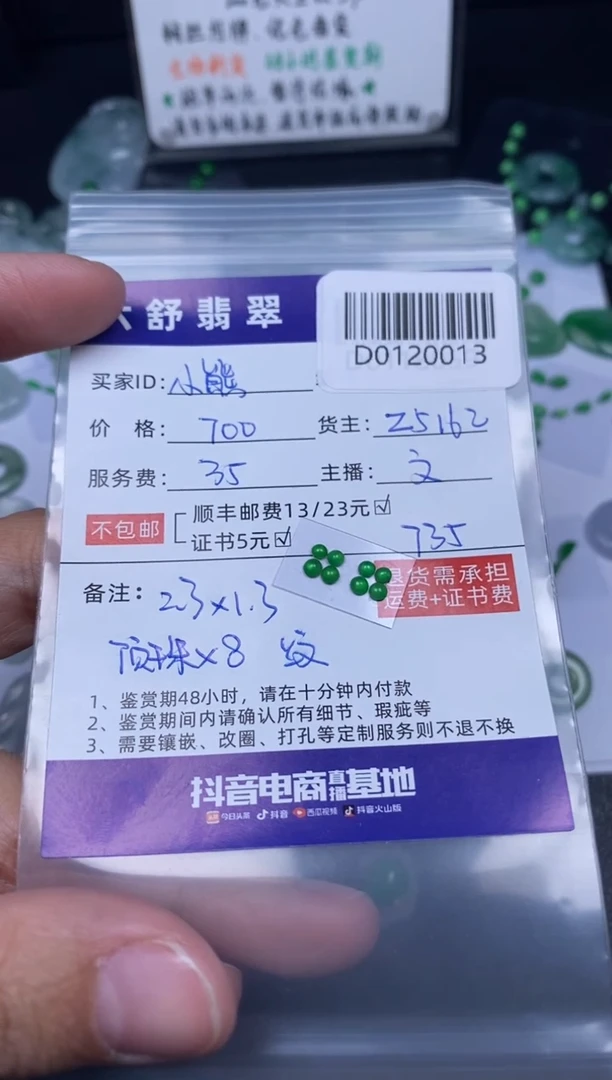 舒翡翠
D0120013
买家ID: 小熊
价 格: 700 货主: Z5162
服务费: 35 主播: 文
不包邮 顺丰邮费13/23元☑
证书5元☑ 735
备注: 2.3×1.3 退货需承担
运费+证书费
顶珠×8 纹
1、鉴赏期48小时，请在十分钟内付款
2、鉴赏期间内请确认所有细节、瑕疵等
3、需要镶嵌、改圈、打孔等定制服务则不退不换
抖音电商直播基地
今日头条 抖音 西瓜视频 抖音火山版